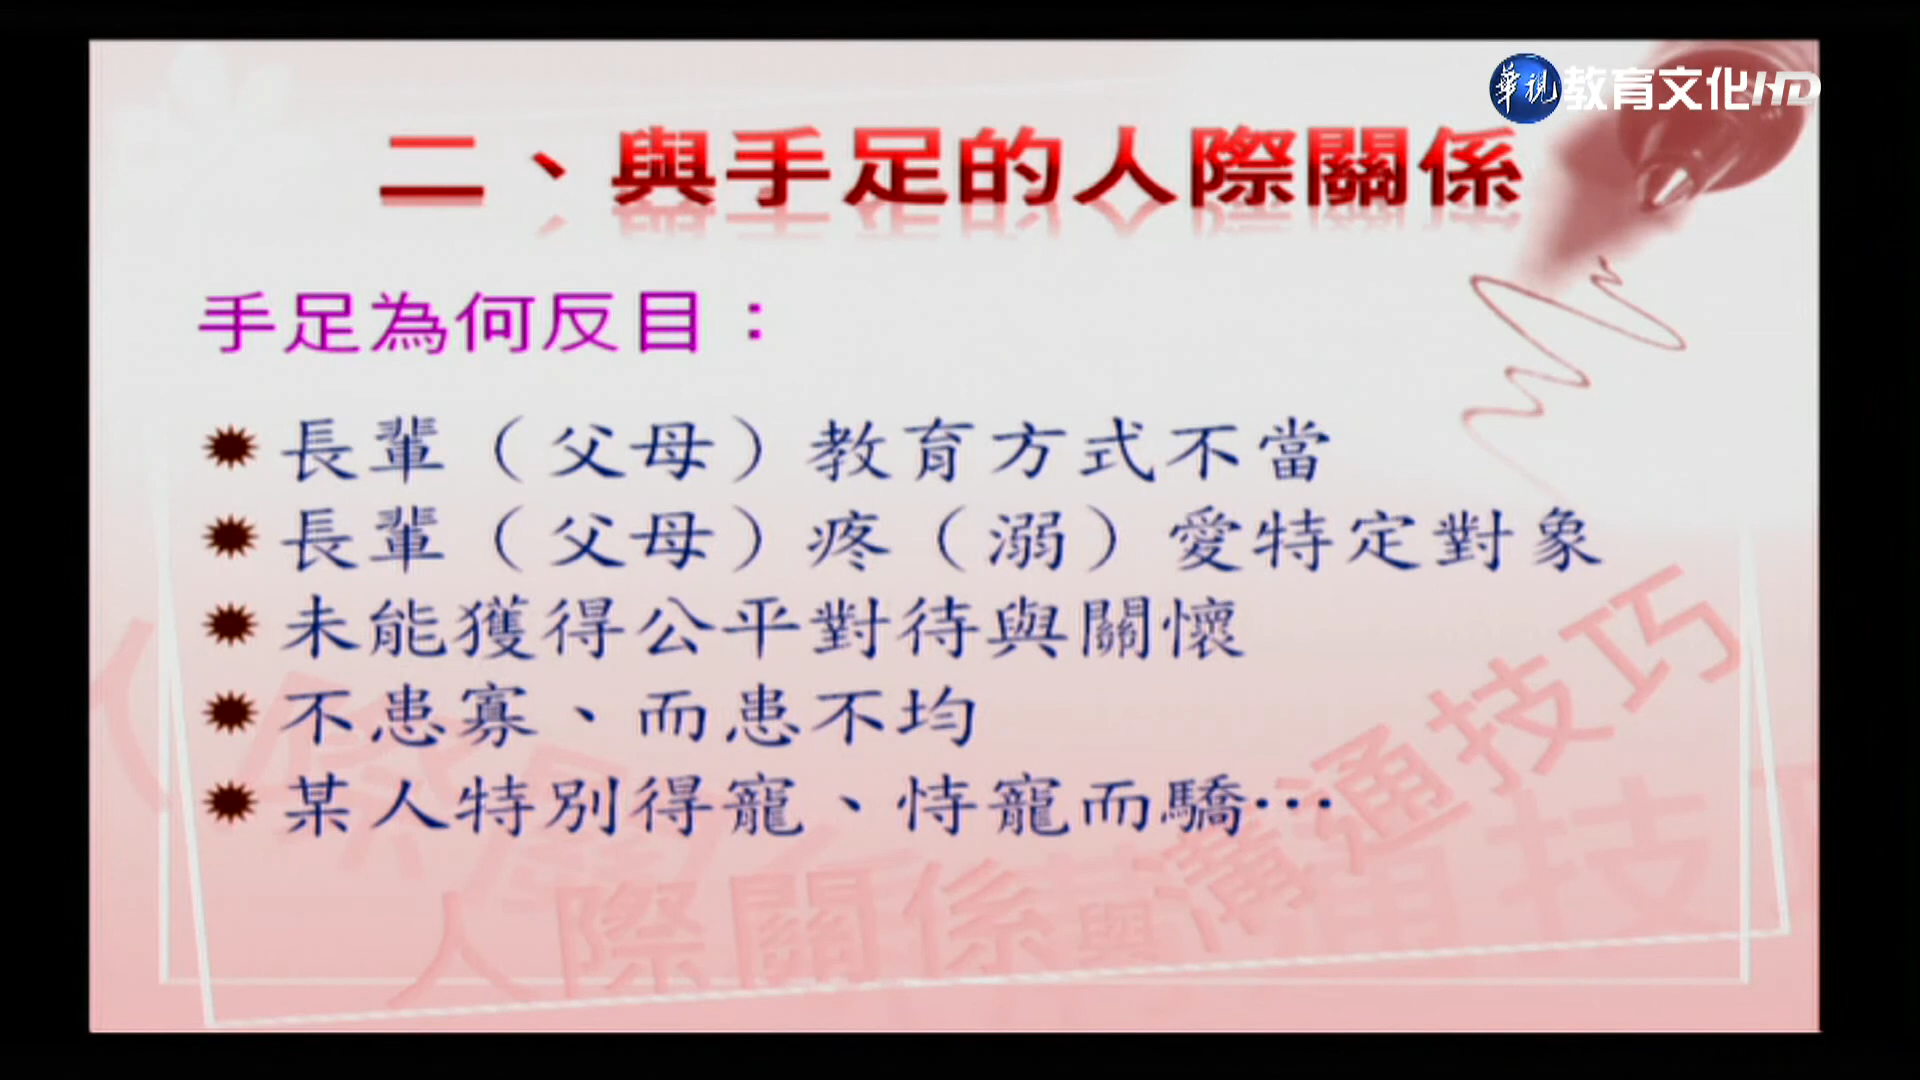 華視 教育文化HD
二、與手足的人際關係
手足為何反目：
長輩（父母）教育方式不當
長輩（父母）疼（溺）愛特定對象
未能獲得公平對待與關懷
不患寡、而患不均
某人特別得寵、恃寵而驕…
人際關係與溝通技巧